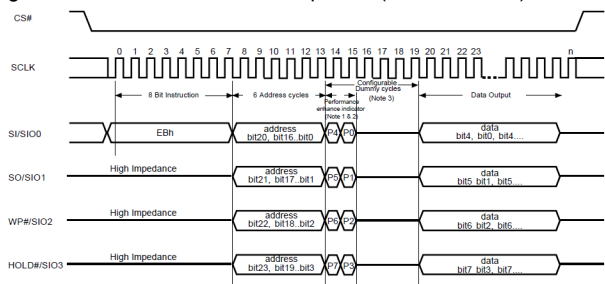 CS#
0 1 2 3 4 5 6 7 8 9 10 11 12 13 14 15 16 17 18 19 20 21 22 23 n
SCLK
Configurable
8 Bit Instruction 6 Address cycles Dummy cycles Data Output
Performance
enhance indicator (Note 3)
(Note 1 & 2)
SI/SIO0 EBh address P4 P0 data
bit20, bit16..bit0 bit4, bit0, bit4....
High Impedance
SO/SIO1 address P5 P1 data
bit21, bit17..bit1 bit5 bit1, bit5....
High Impedance
WP#/SIO2 address P6 P2 data
bit22, bit18..bit2 bit6 bit2, bit6....
High Impedance
HOLD#/SIO3 address P7 P3 data
bit23, bit19..bit3 bit7 bit3, bit7....